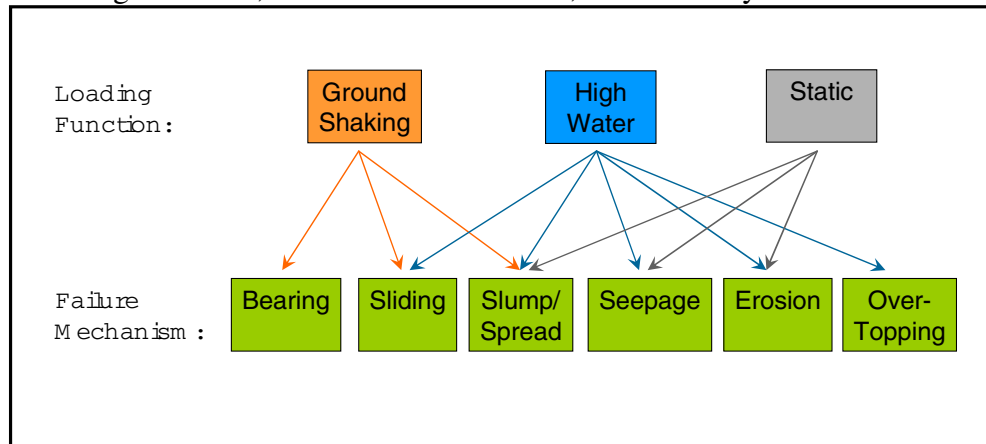 Loading
Function:
Ground
Shaking
High
Water
Static
Failure
Mechanism:
Bearing
Sliding
Slump/
Spread
Seepage
Erosion
Over-
Topping